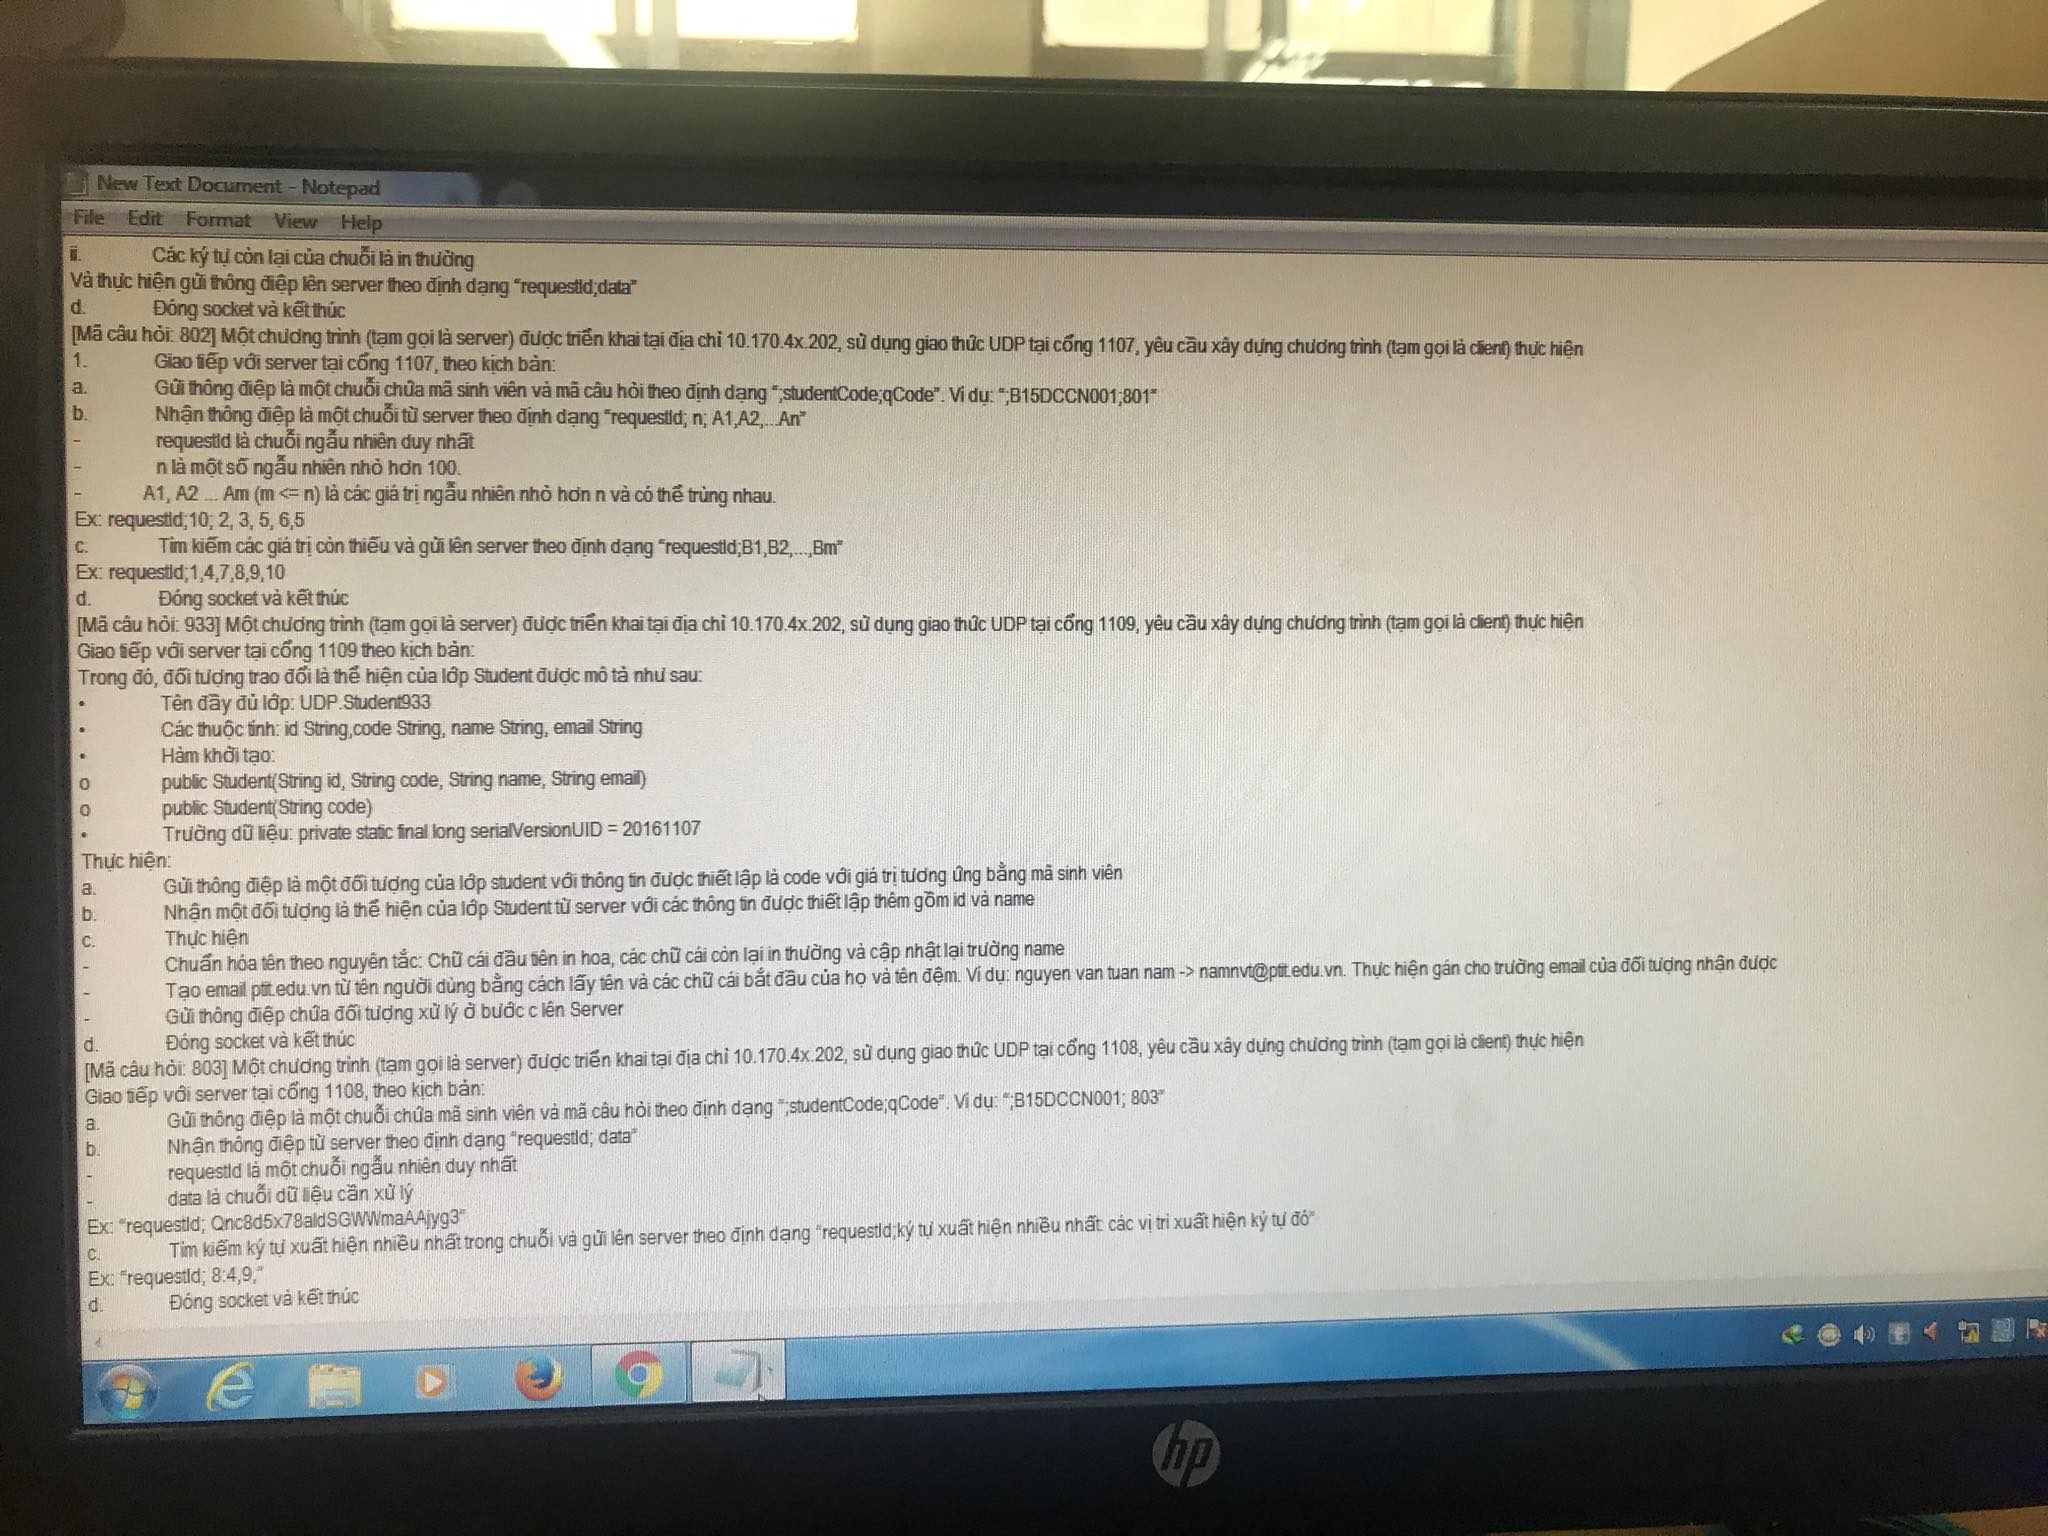 New Text Document - Notepad
File Edit Format View Help
ii. Các ký tự còn lại của chuỗi là in thường
Và thực hiện gửi thông điệp lên server theo định dạng “requestId;data”
d. Đóng socket và kết thúc
[Mã câu hỏi: 802] Một chương trình (tạm gọi là server) được triển khai tại địa chỉ 10.170.4x.202, sử dụng giao thức UDP tại cổng 1107, yêu cầu xây dựng chương trình (tạm gọi là client) thực hiện
1. Giao tiếp với server tại cổng 1107, theo kịch bản:
a. Gửi thông điệp là một chuỗi chứa mã sinh viên và mã câu hỏi theo định dạng “;studentCode;qCode”. Ví dụ: “;B15DCCN001;801”
b. Nhận thông điệp là một chuỗi từ server theo định dạng “requestId; n; A1,A2,...An”
- requestId là chuỗi ngẫu nhiên duy nhất
- n là một số ngẫu nhiên nhỏ hơn 100.
- A1, A2 ... Am (m <= n) là các giá trị ngẫu nhiên nhỏ hơn n và có thể trùng nhau.
Ex: requestId;10; 2, 3, 5, 6,5
c. Tìm kiếm các giá trị còn thiếu và gửi lên server theo định dạng “requestId;B1,B2,...,Bm”
Ex: requestId;1,4,7,8,9,10
d. Đóng socket và kết thúc
[Mã câu hỏi: 933] Một chương trình (tạm gọi là server) được triển khai tại địa chỉ 10.170.4x.202, sử dụng giao thức UDP tại cổng 1109, yêu cầu xây dựng chương trình (tạm gọi là client) thực hiện
Giao tiếp với server tại cổng 1109 theo kịch bản:
Trong đó, đối tượng trao đổi là thể hiện của lớp Student được mô tả như sau:
• Tên đầy đủ lớp: UDP.Student933
• Các thuộc tính: id String,code String, name String, email String
• Hàm khởi tạo:
o public Student(String id, String code, String name, String email)
o public Student(String code)
• Trường dữ liệu: private static final long serialVersionUID = 20161107
Thực hiện:
a. Gửi thông điệp là một đối tượng của lớp student với thông tin được thiết lập là code với giá trị tương ứng bằng mã sinh viên
b. Nhận một đối tượng là thể hiện của lớp Student từ server với các thông tin được thiết lập thêm gồm id và name
c. Thực hiện
- Chuẩn hóa tên theo nguyên tắc: Chữ cái đầu tiên in hoa, các chữ cái còn lại in thường và cập nhật lại trường name
- Tạo email ptit.edu.vn từ tên người dùng bằng cách lấy tên và các chữ cái bắt đầu của họ và tên đệm. Ví dụ: nguyen van tuan nam -> namnvt@ptit.edu.vn. Thực hiện gán cho trường email của đối tượng nhận được
- Gửi thông điệp chứa đối tượng xử lý ở bước c lên Server
d. Đóng socket và kết thúc
[Mã câu hỏi: 803] Một chương trình (tạm gọi là server) được triển khai tại địa chỉ 10.170.4x.202, sử dụng giao thức UDP tại cổng 1108, yêu cầu xây dựng chương trình (tạm gọi là client) thực hiện
Giao tiếp với server tại cổng 1108, theo kịch bản:
a. Gửi thông điệp là một chuỗi chứa mã sinh viên và mã câu hỏi theo định dạng “;studentCode;qCode”. Ví dụ: “;B15DCCN001; 803”
b. Nhận thông điệp từ server theo định dạng “requestId; data”
- requestId là một chuỗi ngẫu nhiên duy nhất
- data là chuỗi dữ liệu cần xử lý
Ex: “requestId; Qnc8d5x78aldSGWWmaAAjyg3”
c. Tìm kiếm ký tự xuất hiện nhiều nhất trong chuỗi và gửi lên server theo định dạng “requestId;ký tự xuất hiện nhiều nhất: các vị trí xuất hiện ký tự đó”
Ex: “requestId; 8:4,9,”
d. Đóng socket và kết thúc
hp